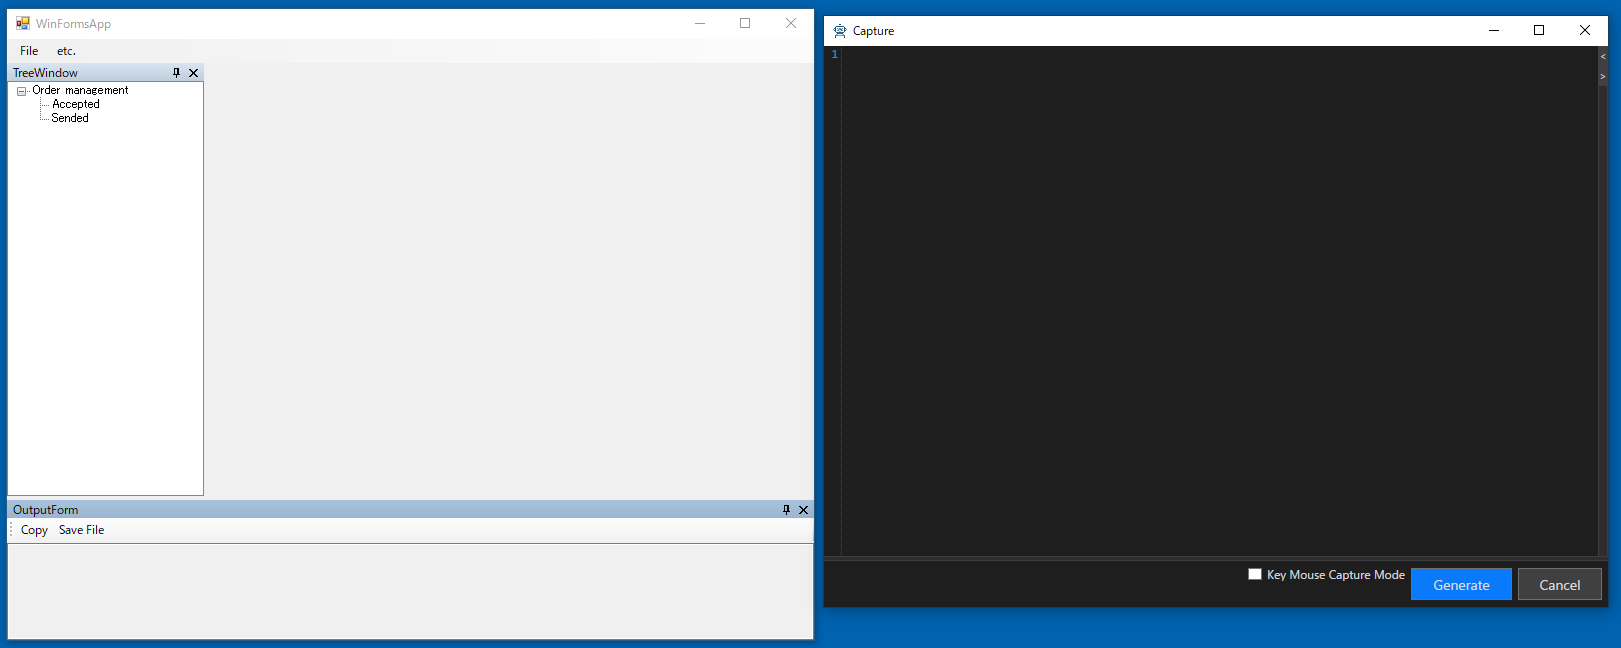 WinFormsApp
File etc.
TreeWindow
Order management
Accepted
Sended
OutputForm
Copy Save File
Capture
1
<
>
Key Mouse Capture Mode
Generate
Cancel